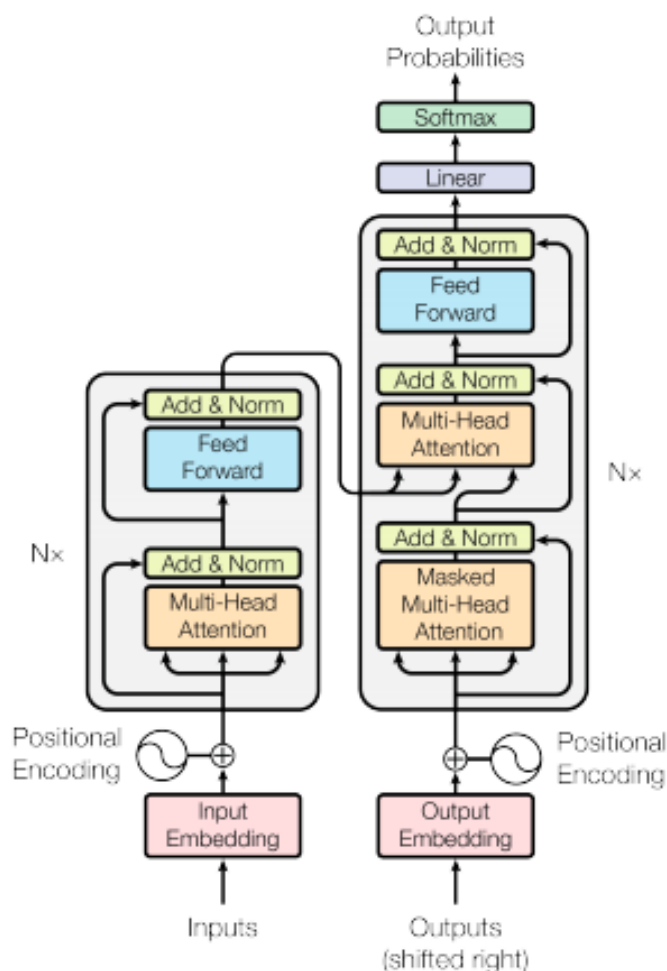 Output
Probabilities
Softmax
Linear
Add & Norm
Feed
Forward
Add & Norm
Multi-Head
Attention
Add & Norm
Masked
Multi-Head
Attention
Nx
Add & Norm
Feed
Forward
Add & Norm
Multi-Head
Attention
Nx
Positional
Encoding
Positional
Encoding
Input
Embedding
Output
Embedding
Inputs
Outputs
(shifted right)